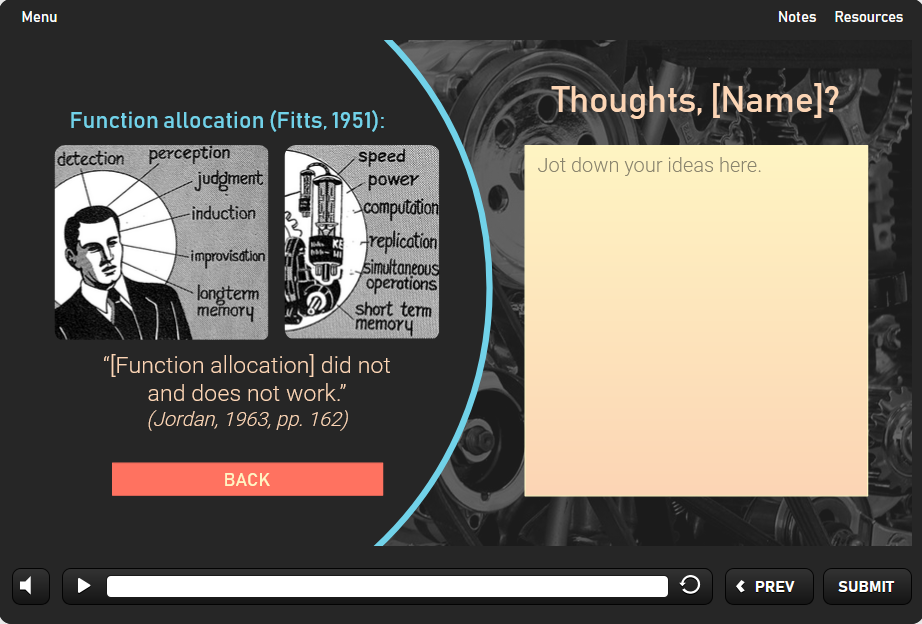 Menu
Notes
Resources
Function allocation (Fitts, 1951):
detection
perception
judgment
induction
improvisation
longterm
memory
speed
power
computation
replication
simultaneous
operations
short term
memory
“[Function allocation] did not
and does not work.”
(Jordan, 1963, pp. 162)
BACK
Thoughts, [Name]?
Jot down your ideas here.
PREV
SUBMIT